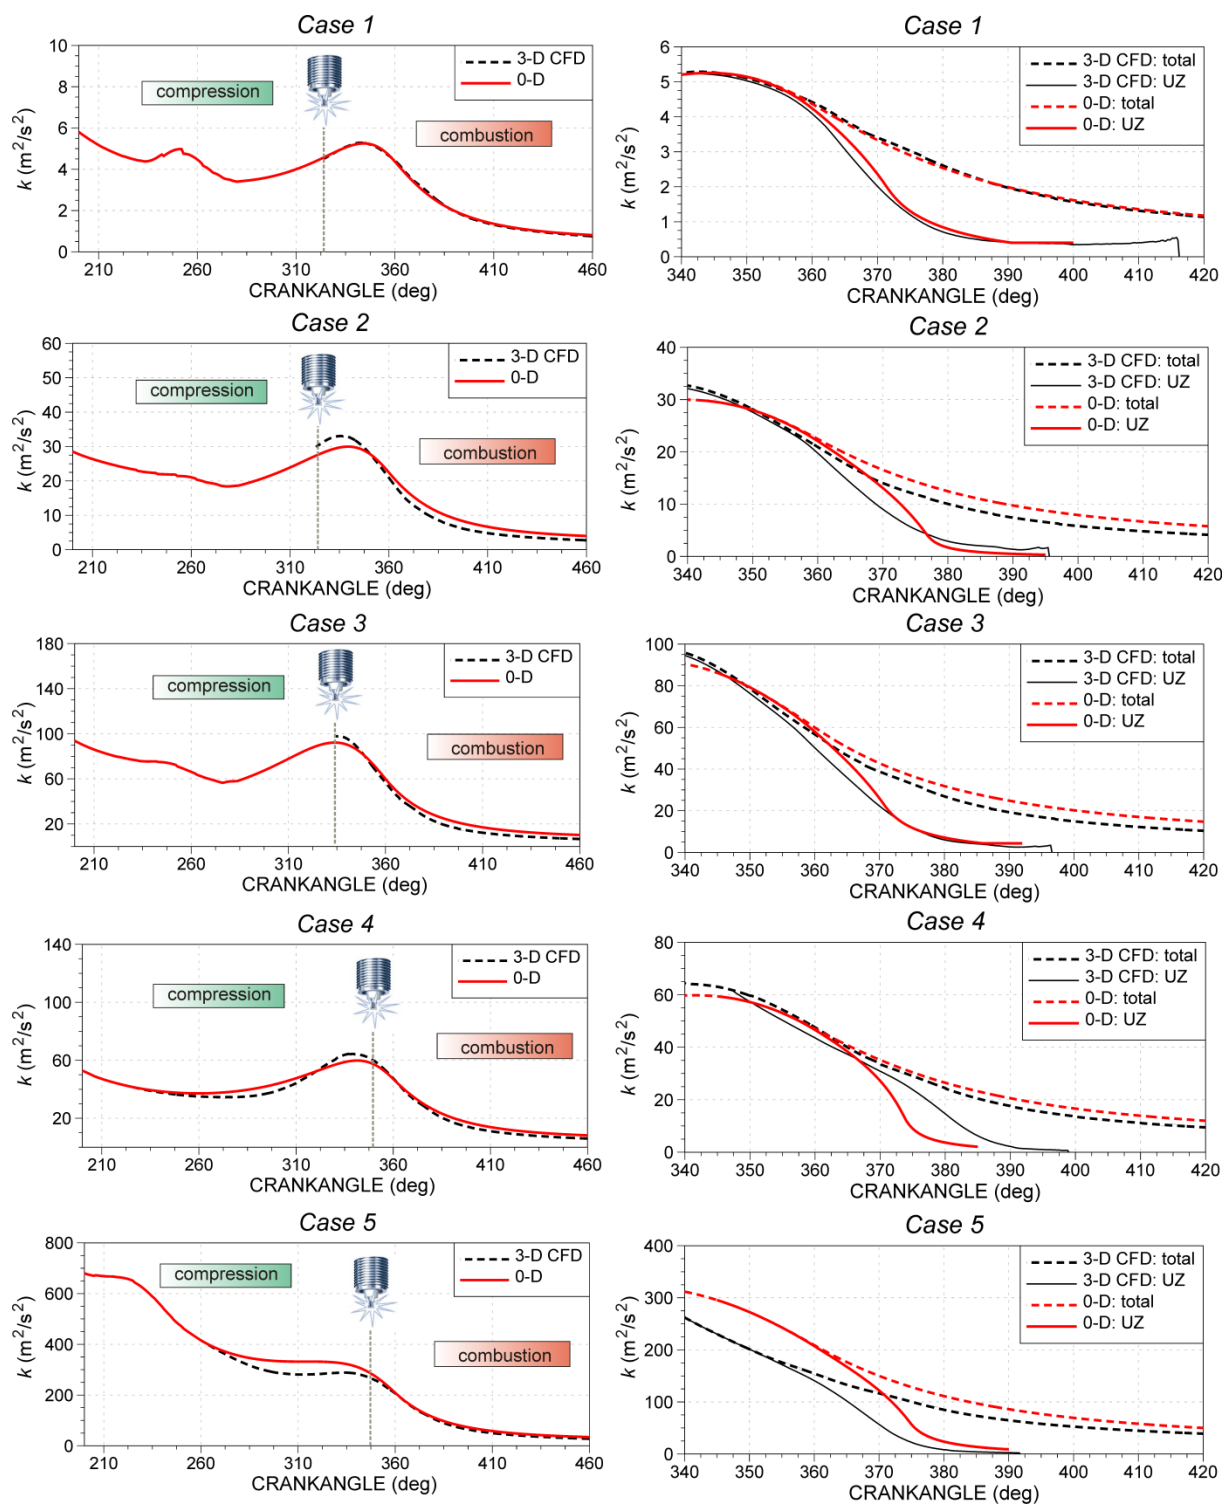 Case 1
10
8
6
4
2
0
k (m²/s²)
compression
combustion
3-D CFD
0-D
210 260 310 360 410 460
CRANKANGLE (deg)
Case 1
6
5
4
3
2
1
0
k (m²/s²)
3-D CFD: total
3-D CFD: UZ
0-D: total
0-D: UZ
340 350 360 370 380 390 400 410 420
CRANKANGLE (deg)
Case 2
60
50
40
30
20
10
0
k (m²/s²)
compression
combustion
3-D CFD
0-D
210 260 310 360 410 460
CRANKANGLE (deg)
Case 2
40
30
20
10
0
k (m²/s²)
3-D CFD: total
3-D CFD: UZ
0-D: total
0-D: UZ
340 350 360 370 380 390 400 410 420
CRANKANGLE (deg)
Case 3
180
140
100
60
20
k (m²/s²)
compression
combustion
3-D CFD
0-D
210 260 310 360 410 460
CRANKANGLE (deg)
Case 3
100
80
60
40
20
0
k (m²/s²)
3-D CFD: total
3-D CFD: UZ
0-D: total
0-D: UZ
340 350 360 370 380 390 400 410 420
CRANKANGLE (deg)
Case 4
140
100
60
20
k (m²/s²)
compression
combustion
3-D CFD
0-D
210 260 310 360 410 460
CRANKANGLE (deg)
Case 4
80
60
40
20
0
k (m²/s²)
3-D CFD: total
3-D CFD: UZ
0-D: total
0-D: UZ
340 350 360 370 380 390 400 410 420
CRANKANGLE (deg)
Case 5
800
600
400
200
0
k (m²/s²)
compression
combustion
3-D CFD
0-D
210 260 310 360 410 460
CRANKANGLE (deg)
Case 5
400
300
200
100
0
k (m²/s²)
3-D CFD: total
3-D CFD: UZ
0-D: total
0-D: UZ
340 350 360 370 380 390 400 410 420
CRANKANGLE (deg)